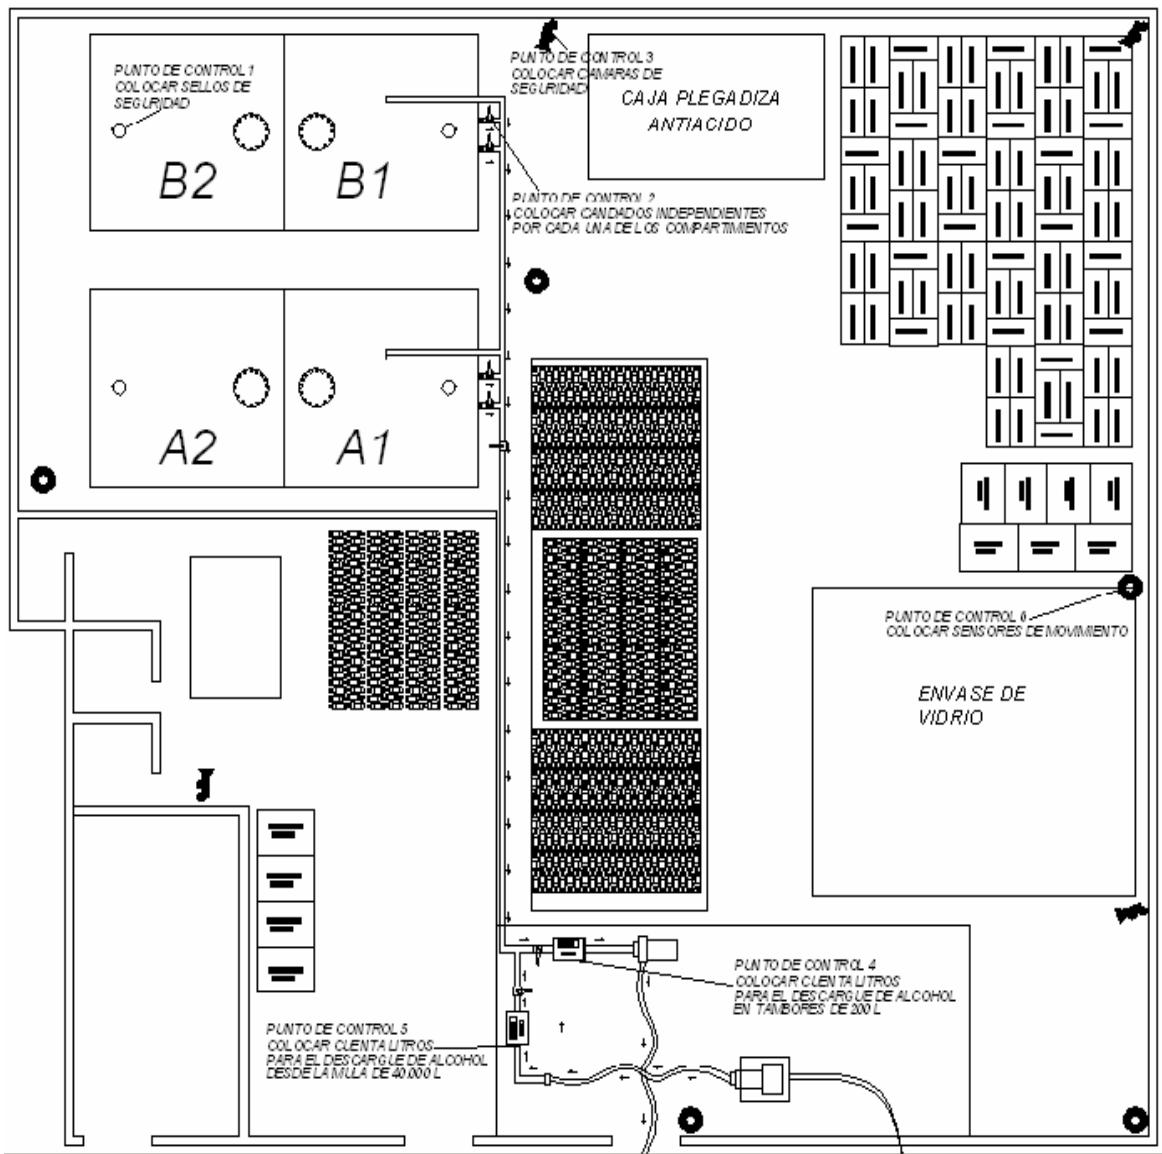 PUNTO DE CONTROL 1
COLOCAR SELLOS DE
SEGURIDAD
B2
B1
PUNTO DE CONTROL 3
COLOCAR CAMARAS DE
SEGURIDAD
CAJA PLEGADIZA
ANTIACIDO
PUNTO DE CONTROL 2
COLOCAR CANDADOS INDEPENDIENTES
POR CADA UNA DE LOS COMPARTIMIENTOS
A2
A1
PUNTO DE CONTROL 6
COLOCAR SENSORES DE MOVIMIENTO
ENVASE DE
VIDRIO
PUNTO DE CONTROL 4
COLOCAR CUENTA LITROS
PARA EL DESCARGUE DE ALCOHOL
EN TAMBORES DE 200 L
PUNTO DE CONTROL 5
COLOCAR CUENTA LITROS
PARA EL DESCARGUE DE ALCOHOL
DESDE LA MULA DE 40.000 L